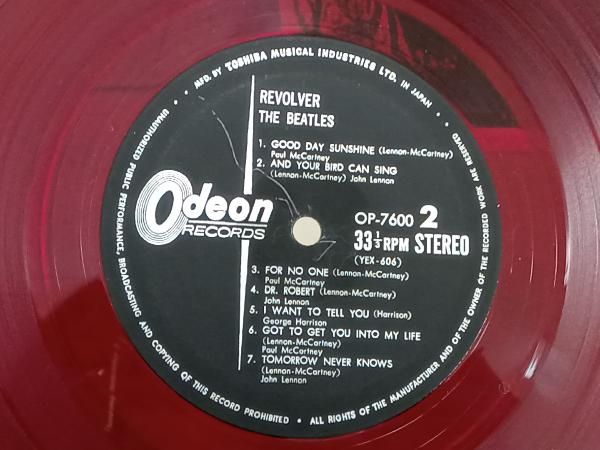 MFD. BY TOSHIBA MUSICAL INDUSTRIES LTD. IN JAPAN
REVOLVER
THE BEATLES
1. GOOD DAY SUNSHINE (Lennon-McCartney)
Paul McCartney
2. AND YOUR BIRD CAN SING
(Lennon-McCartney) John Lennon
Odeon
RECORDS
OP-7600 2
33 1/3 RPM STEREO
(YEX-606)
3. FOR NO ONE (Lennon-McCartney)
Paul McCartney
4. DR. ROBERT (Lennon-McCartney)
John Lennon
5. I WANT TO TELL YOU (Harrison)
George Harrison
6. GOT TO GET YOU INTO MY LIFE
(Lennon-McCartney)
Paul McCartney
7. TOMORROW NEVER KNOWS
(Lennon-McCartney)
John Lennon
UNAUTHORIZED PUBLIC PERFORMANCE, BROADCASTING AND COPYING OF THIS RECORD PROHIBITED • ALL RIGHTS OF THE MANUFACTURER AND OF THE OWNER OF THE RECORDED WORK ARE RESERVED